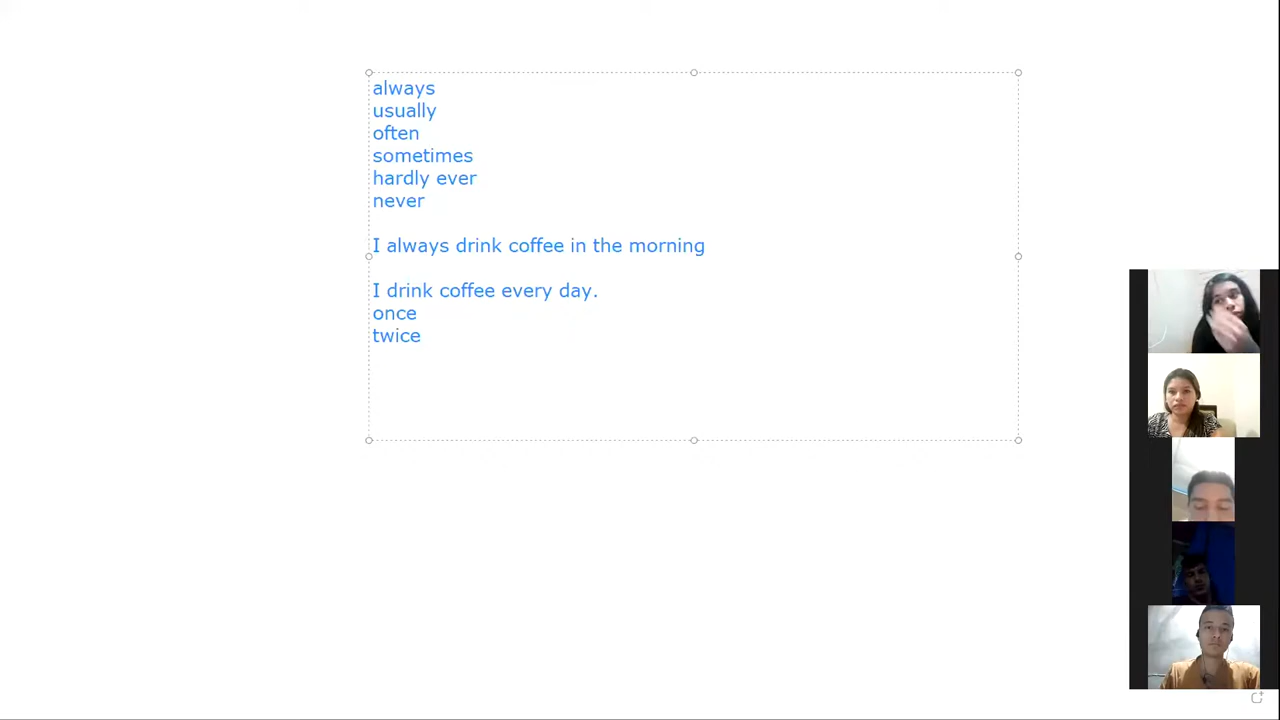 always
usually
often
sometimes
hardly ever
never
I always drink coffee in the morning
I drink coffee every day.
once
twice